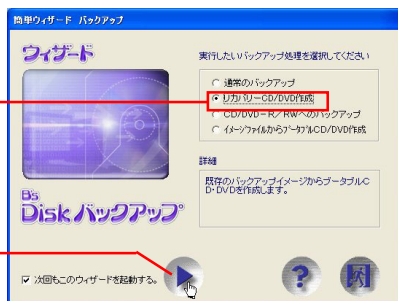 簡単ウィザード バックアップ
ウィザード
実行したいバックアップ処理を選択してください
通常のバックアップ
リカバリーCD/DVD作成
CD/DVD-R/RWへのバックアップ
イメージファイルからブータブルCD/DVD作成
詳細
既存のバックアップイメージからブータブルC
D・DVDを作成します。
B's
Diskバックアップ
次回もこのウィザードを起動する。
?